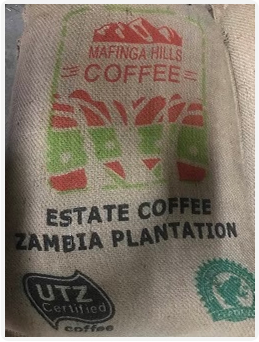 MAFINGA HILLS
COFFEE
ESTATE COFFEE
ZAMBIA PLANTATION
UTZ
Certified
coffee